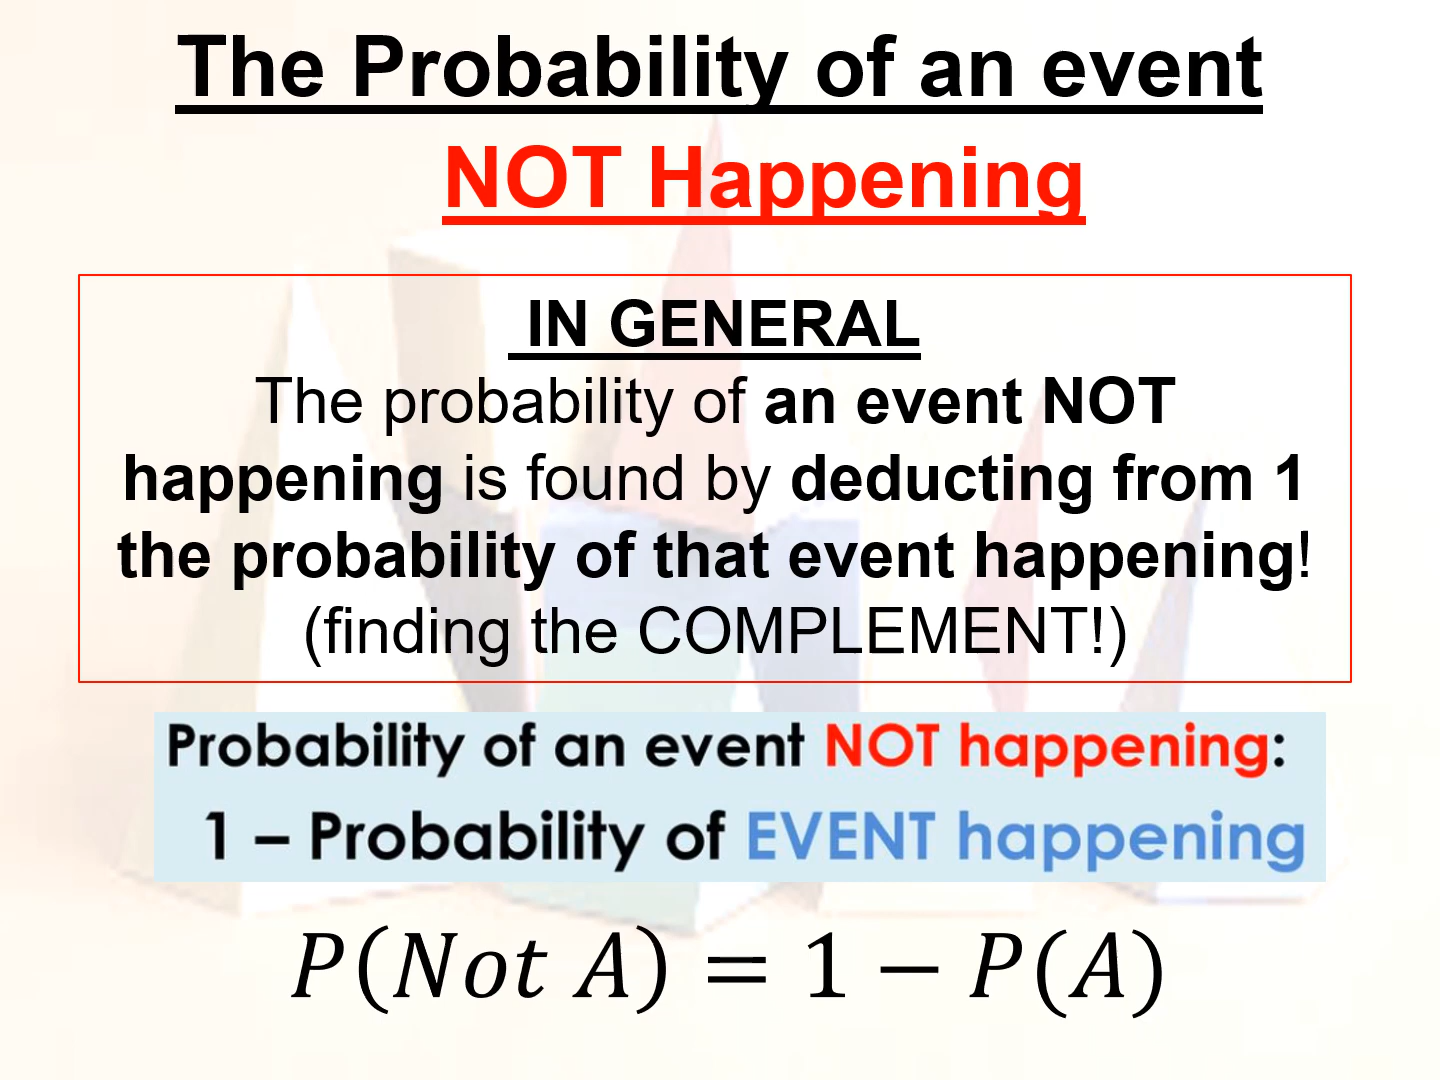 The Probability of an event
NOT Happening
IN GENERAL
The probability of an event NOT
happening is found by deducting from 1
the probability of that event happening!
(finding the COMPLEMENT!)
Probability of an event NOT happening:
1 – Probability of EVENT happening
P(Not A) = 1 − P(A)